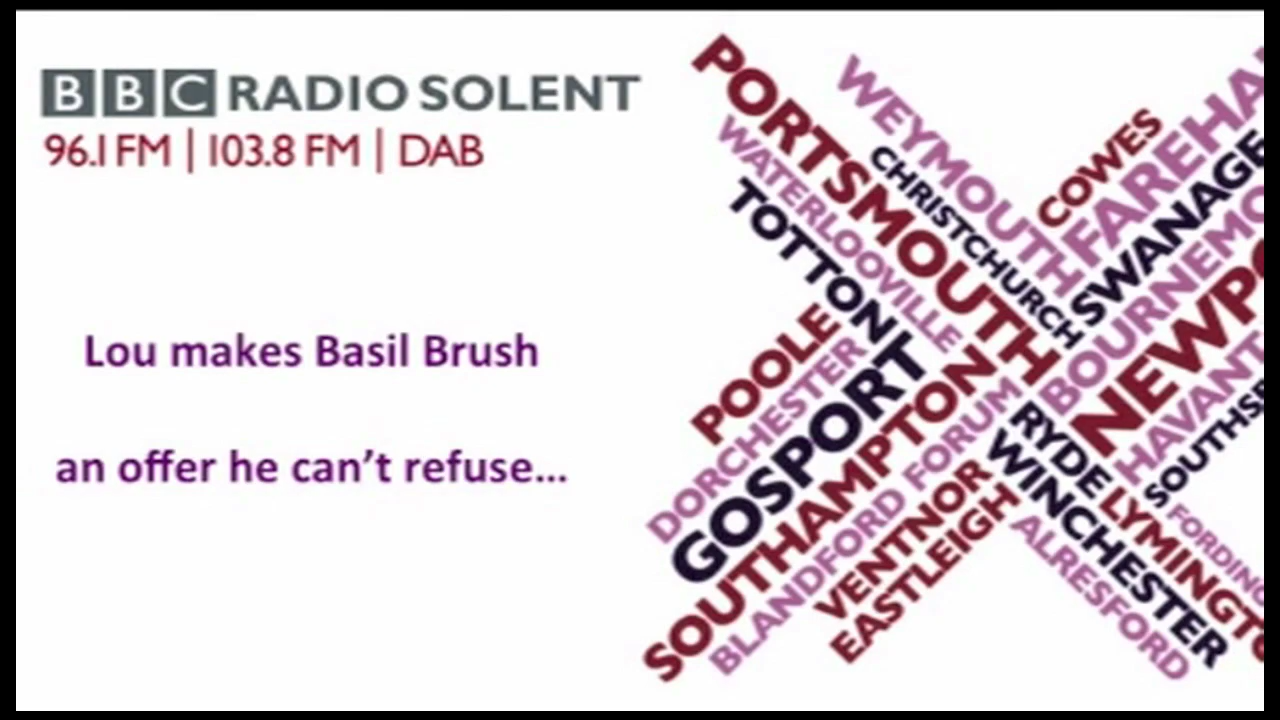 BBC RADIO SOLENT
96.1 FM | 103.8 FM | DAB
Lou makes Basil Brush
an offer he can’t refuse...
PORTSMOUTH
WEYMOUTH
WATERLOOVILLE
CHRISTCHURCH
TOTTON
COWES
SWANAGE
POOLE
DORCHESTER
GOSPORT
SOUTHAMPTON
BLANDFORD FORUM
VENTNOR
EASTLEIGH
RYDE
WINCHESTER
HAVANT
ALRESFORD